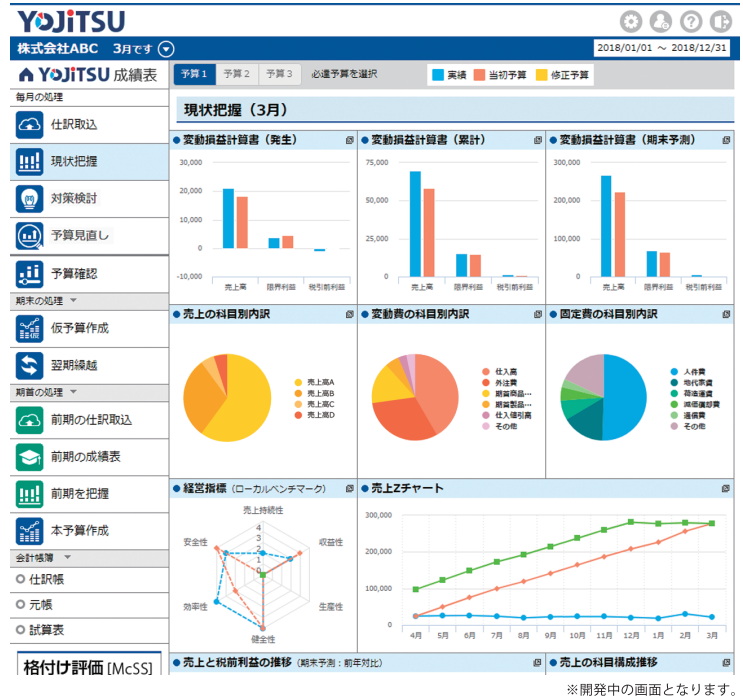 YOJiTSU
株式会社ABC 3月です
2018/01/01 ～ 2018/12/31
YOJiTSU 成績表
予算1 予算2 予算3 必達予算を選択
実績 当初予算 修正予算
毎月の処理
仕訳取込
現状把握
対策検討
予算見直し
予算確認
期末の処理
仮予算作成
翌期繰越
期首の処理
前期の仕訳取込
前期の成績表
前期を把握
本予算作成
会計帳簿
仕訳帳
元帳
試算表
格付け評価 [McSS]
現状把握（3月）
変動損益計算書（発生）
30,000
20,000
10,000
0
-10,000
売上高 限界利益 税引前利益
変動損益計算書（累計）
75,000
50,000
25,000
0
売上高 限界利益 税引前利益
変動損益計算書（期末予測）
300,000
200,000
100,000
0
売上高 限界利益 税引前利益
売上の科目別内訳
売上高A
売上高B
売上高C
売上高D
変動費の科目別内訳
仕入高
外注費
期首商品…
期首製品…
仕入値引高
その他
固定費の科目別内訳
人件費
地代家賃
荷造運賃
減価償却費
通信費
その他
経営指標（ローカルベンチマーク）
売上持続性
収益性
生産性
健全性
効率性
安全性
4
3
2
1
0
売上Zチャート
300,000
200,000
100,000
0
4月 5月 6月 7月 8月 9月 10月 11月 12月 1月 2月 3月
売上と税前利益の推移（期末予測：前年対比）
売上の科目構成推移
※開発中の画面となります。